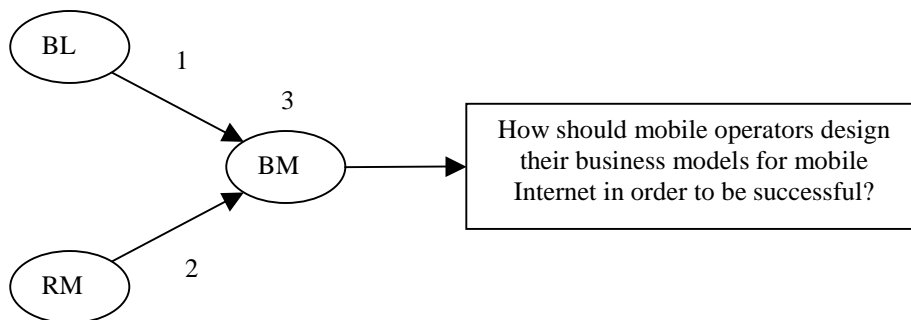 BL
1
3
BM
How should mobile operators design
their business models for mobile
Internet in order to be successful?
2
RM